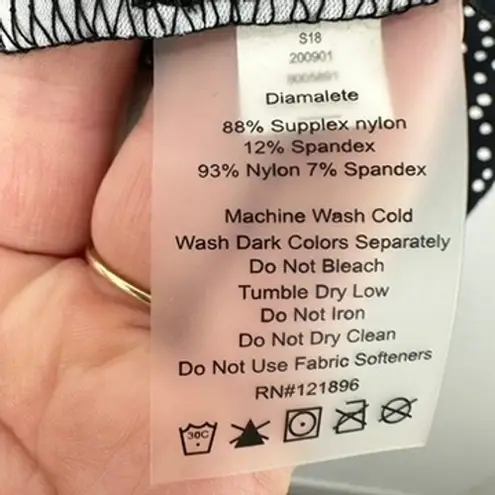 S18
200901
Diamalete
88% Supplex nylon
12% Spandex
93% Nylon 7% Spandex
Machine Wash Cold
Wash Dark Colors Separately
Do Not Bleach
Tumble Dry Low
Do Not Iron
Do Not Dry Clean
Do Not Use Fabric Softeners
RN#121896
30C